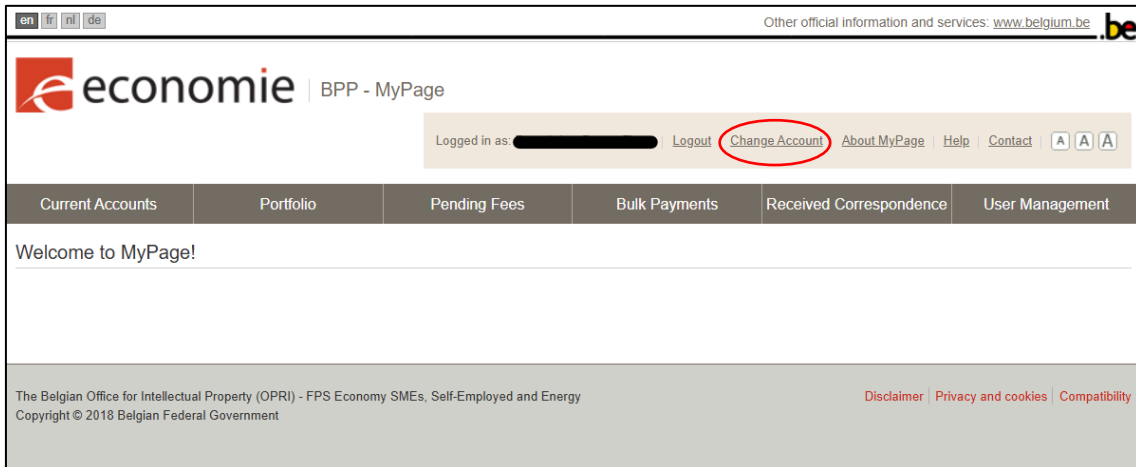 en fr nl de
Other official information and services: www.belgium.be
.be
economie BPP - MyPage
Logged in as: Logout Change Account About MyPage Help Contact A A A
Current Accounts Portfolio Pending Fees Bulk Payments Received Correspondence User Management
Welcome to MyPage!
The Belgian Office for Intellectual Property (OPRI) - FPS Economy SMEs, Self-Employed and Energy
Disclaimer Privacy and cookies Compatibility
Copyright © 2018 Belgian Federal Government